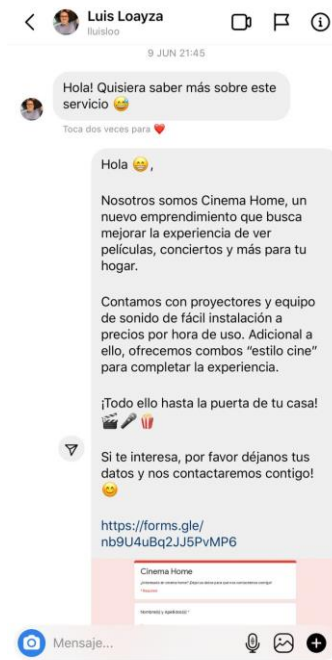 Luis Loayza
lluisloo
9 JUN 21:45
Hola! Quisiera saber más sobre este
servicio 😅
Toca dos veces para ❤️
Hola 😁,
Nosotros somos Cinema Home, un
nuevo emprendimiento que busca
mejorar la experiencia de ver
películas, conciertos y más para tu
hogar.
Contamos con proyectores y equipo
de sonido de fácil instalación a
precios por hora de uso. Adicional a
ello, ofrecemos combos “estilo cine”
para completar la experiencia.
¡Todo ello hasta la puerta de tu casa!
🎬🎤🍿
Si te interesa, por favor déjanos tus
datos y nos contactaremos contigo!
😊
https://forms.gle/
nb9U4uBq2JJ5PvMP6
Cinema Home
Mensaje...